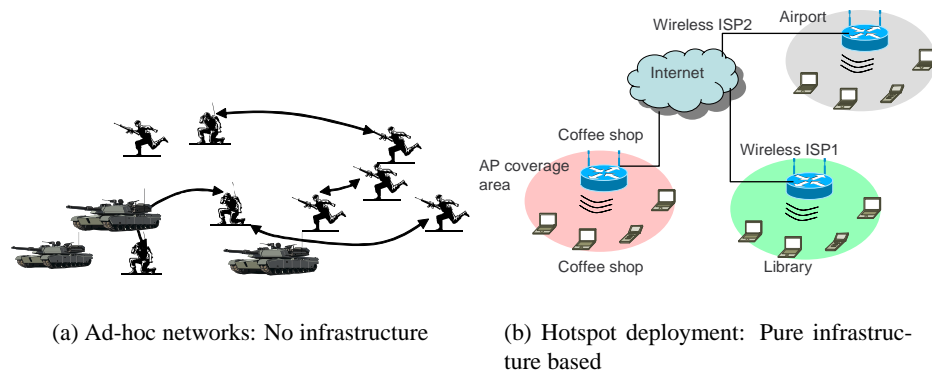 Wireless ISP2
Airport
Internet
Coffee shop
AP coverage
area
Wireless ISP1
Coffee shop
Library
(a) Ad-hoc networks: No infrastructure
(b) Hotspot deployment: Pure infrastruc-
ture based